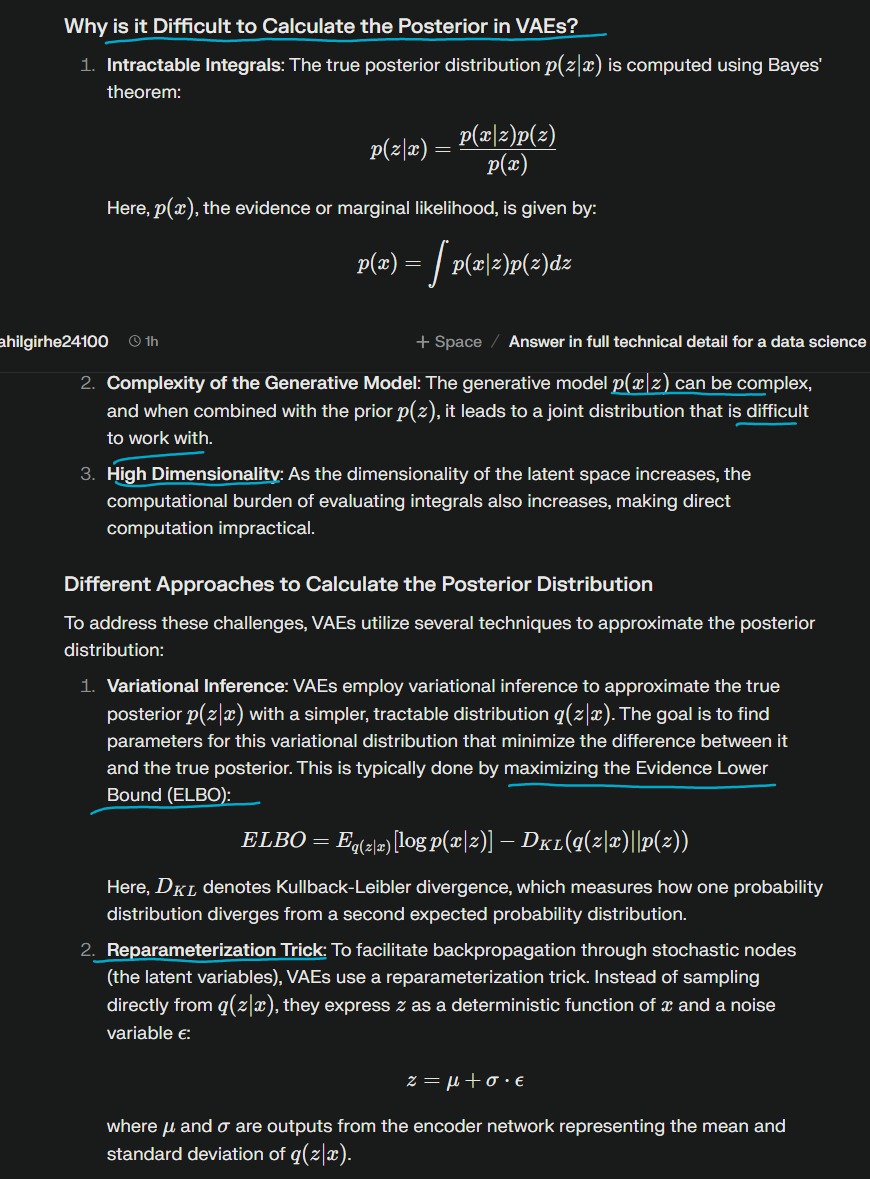 Why is it Difficult to Calculate the Posterior in VAEs?
1. Intractable Integrals: The true posterior distribution p(z|x) is computed using Bayes'
theorem:
p(z|x) = p(x|z)p(z) / p(x)
Here, p(x), the evidence or marginal likelihood, is given by:
p(x) = ∫ p(x|z)p(z)dz
ahilgirhe24100 1h + Space / Answer in full technical detail for a data science
2. Complexity of the Generative Model: The generative model p(x|z) can be complex,
and when combined with the prior p(z), it leads to a joint distribution that is difficult
to work with.
3. High Dimensionality: As the dimensionality of the latent space increases, the
computational burden of evaluating integrals also increases, making direct
computation impractical.
Different Approaches to Calculate the Posterior Distribution
To address these challenges, VAEs utilize several techniques to approximate the posterior
distribution:
1. Variational Inference: VAEs employ variational inference to approximate the true
posterior p(z|x) with a simpler, tractable distribution q(z|x). The goal is to find
parameters for this variational distribution that minimize the difference between it
and the true posterior. This is typically done by maximizing the Evidence Lower
Bound (ELBO):
ELBO = E_{q(z|x)}[log p(x|z)] − D_{KL}(q(z|x)||p(z))
Here, D_{KL} denotes Kullback-Leibler divergence, which measures how one probability
distribution diverges from a second expected probability distribution.
2. Reparameterization Trick: To facilitate backpropagation through stochastic nodes
(the latent variables), VAEs use a reparameterization trick. Instead of sampling
directly from q(z|x), they express z as a deterministic function of x and a noise
variable ϵ:
z = μ + σ · ϵ
where μ and σ are outputs from the encoder network representing the mean and
standard deviation of q(z|x).